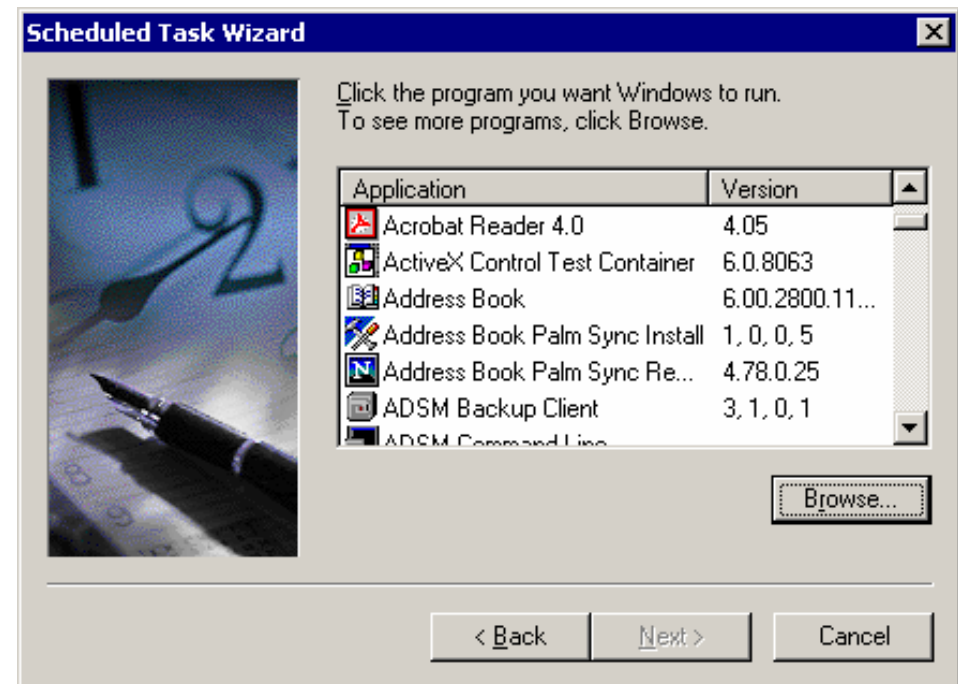 Scheduled Task Wizard
Click the program you want Windows to run.
To see more programs, click Browse.
Application Version
Acrobat Reader 4.0 4.05
ActiveX Control Test Container 6.0.8063
Address Book 6.00.2800.11...
Address Book Palm Sync Install 1, 0, 0, 5
Address Book Palm Sync Re... 4.78.0.25
ADSM Backup Client 3, 1, 0, 1
ADSM Command Line
Browse...
< Back Next > Cancel